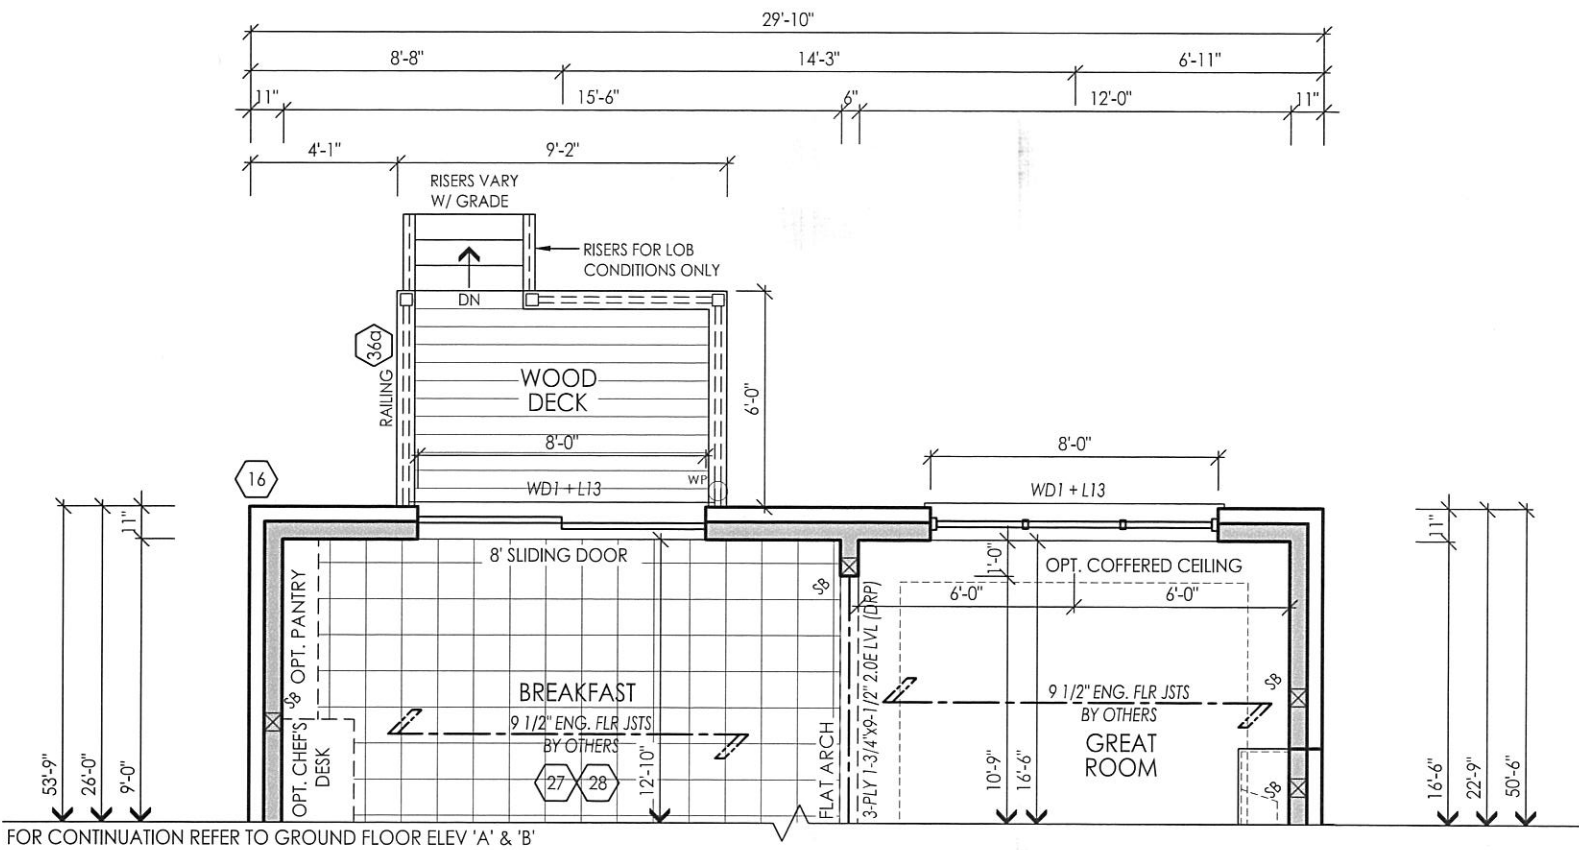 29'-10"
8'-8"
14'-3"
6'-11"
11"
15'-6"
6"
12'-0"
11"
4'-1"
9'-2"
RISERS VARY
W/ GRADE
RISERS FOR LOB
CONDITIONS ONLY
DN
36a
RAILING
WOOD
DECK
6'-0"
8'-0"
8'-0"
16
WP
WD1 + L13
WD1 + L13
11"
11"
8' SLIDING DOOR
1'-0"
OPT. COFFERED CEILING
SB
6'-0"
6'-0"
OPT. PANTRY
SB
BREAKFAST
9 1/2" ENG. FLR JSTS
BY OTHERS
27
28
12'-10"
FLAT ARCH
3-PLY 1-3/4"x9-1/2" 2.0E LVL (DRP)
9 1/2" ENG. FLR JSTS
BY OTHERS
SB
GREAT
ROOM
SB
OPT. CHEF'S
DESK
53'-9"
26'-0"
9'-0"
10'-9"
16'-6"
16'-6"
22'-9"
50'-6"
FOR CONTINUATION REFER TO GROUND FLOOR ELEV 'A' & 'B'